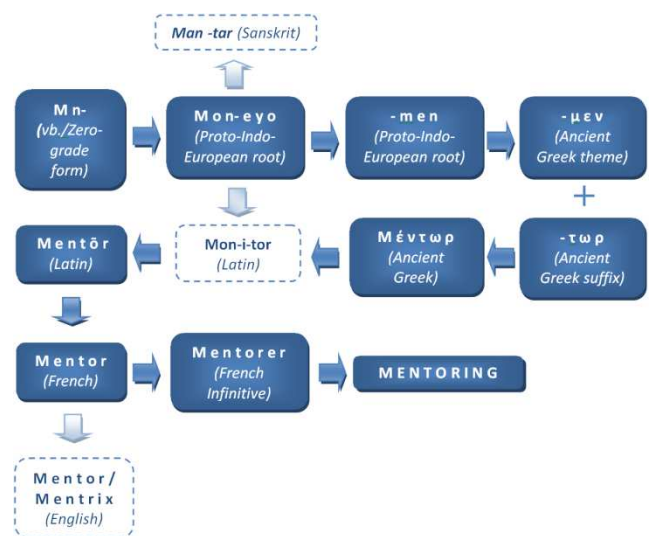 Man -tar (Sanskrit)
Mn-
(vb./Zero-
grade
form)
Mon-eyo
(Proto-Indo-
European root)
-men
(Proto-Indo-
European root)
-μεν
(Ancient
Greek theme)
+
Mentŏr
(Latin)
Mon-i-tor
(Latin)
Μέντωρ
(Ancient
Greek)
-τωρ
(Ancient
Greek suffix)
Mentor
(French)
Mentorer
(French
Infinitive)
MENTORING
Mentor/
Mentrix
(English)